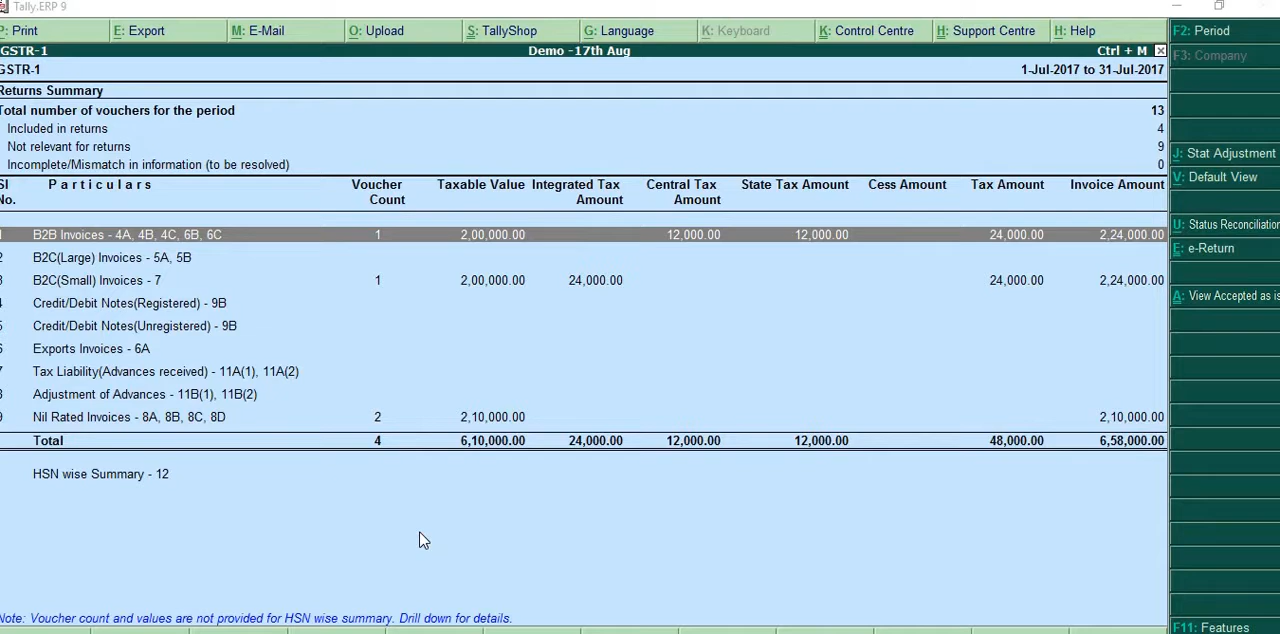 Tally.ERP 9
P: Print E: Export M: E-Mail O: Upload S: TallyShop G: Language K: Keyboard K: Control Centre H: Support Centre H: Help F2: Period
GSTR-1 Demo -17th Aug Ctrl + M F3: Company
GSTR-1 1-Jul-2017 to 31-Jul-2017
Returns Summary
Total number of vouchers for the period 13
Included in returns 4
Not relevant for returns 9
J: Stat Adjustment
Incomplete/Mismatch in information (to be resolved) 0
V: Default View
Sl No. Particulars Voucher Count Taxable Value Integrated Tax Amount Central Tax Amount State Tax Amount Cess Amount Tax Amount Invoice Amount
U: Status Reconciliation
1 B2B Invoices - 4A, 4B, 4C, 6B, 6C 1 2,00,000.00 12,000.00 12,000.00 24,000.00 2,24,000.00
E: e-Return
2 B2C(Large) Invoices - 5A, 5B
3 B2C(Small) Invoices - 7 1 2,00,000.00 24,000.00 24,000.00 2,24,000.00
A: View Accepted as is
4 Credit/Debit Notes(Registered) - 9B
5 Credit/Debit Notes(Unregistered) - 9B
6 Exports Invoices - 6A
7 Tax Liability(Advances received) - 11A(1), 11A(2)
8 Adjustment of Advances - 11B(1), 11B(2)
9 Nil Rated Invoices - 8A, 8B, 8C, 8D 2 2,10,000.00 2,10,000.00
Total 4 6,10,000.00 24,000.00 12,000.00 12,000.00 48,000.00 6,58,000.00
HSN wise Summary - 12
Note: Voucher count and values are not provided for HSN wise summary. Drill down for details.
F11: Features